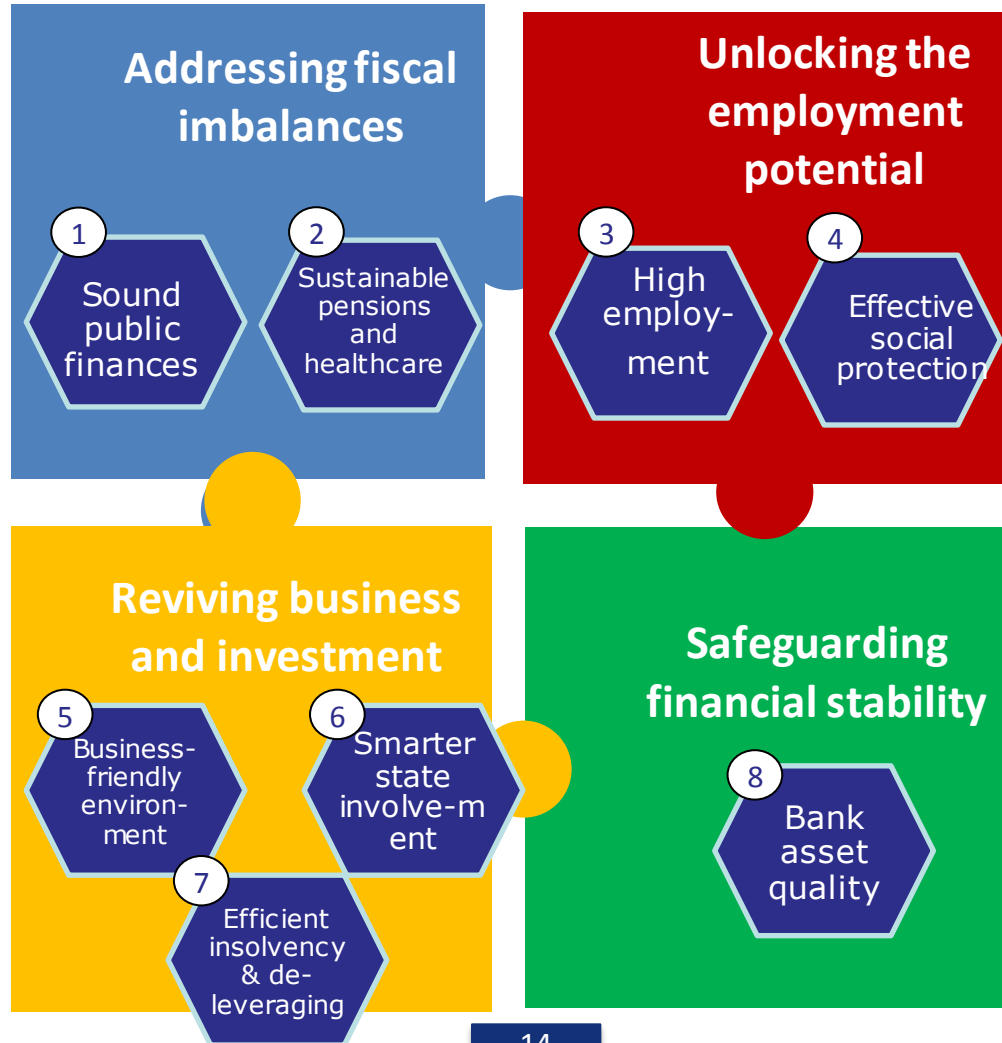 Addressing fiscal
imbalances
1
Sound
public
finances
2
Sustainable
pensions
and
healthcare
Unlocking the
employment
potential
3
High
employ-
ment
4
Effective
social
protection
Reviving business
and investment
5
Business-
friendly
environ-
ment
6
Smarter
state
involve-m
ent
7
Efficient
insolvency
& de-
leveraging
Safeguarding
financial stability
8
Bank
asset
quality
14